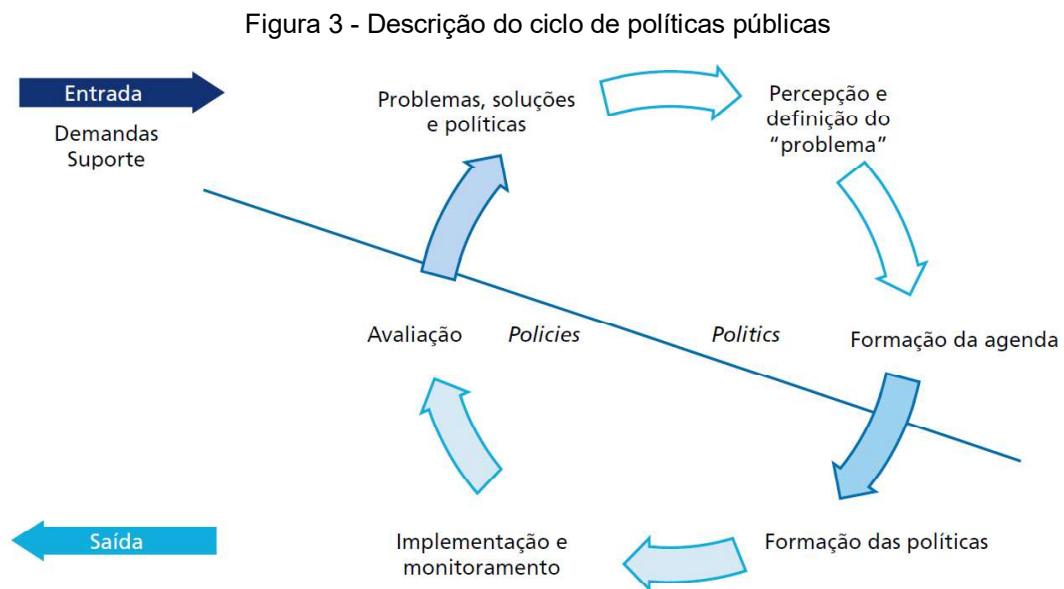 Figura 3 - Descrição do ciclo de políticas públicas
Entrada
Demandas
Suporte
Problemas, soluções
e políticas
Percepção e
definição do
“problema”
Avaliação
Policies
Politics
Formação da agenda
Saída
Implementação e
monitoramento
Formação das políticas